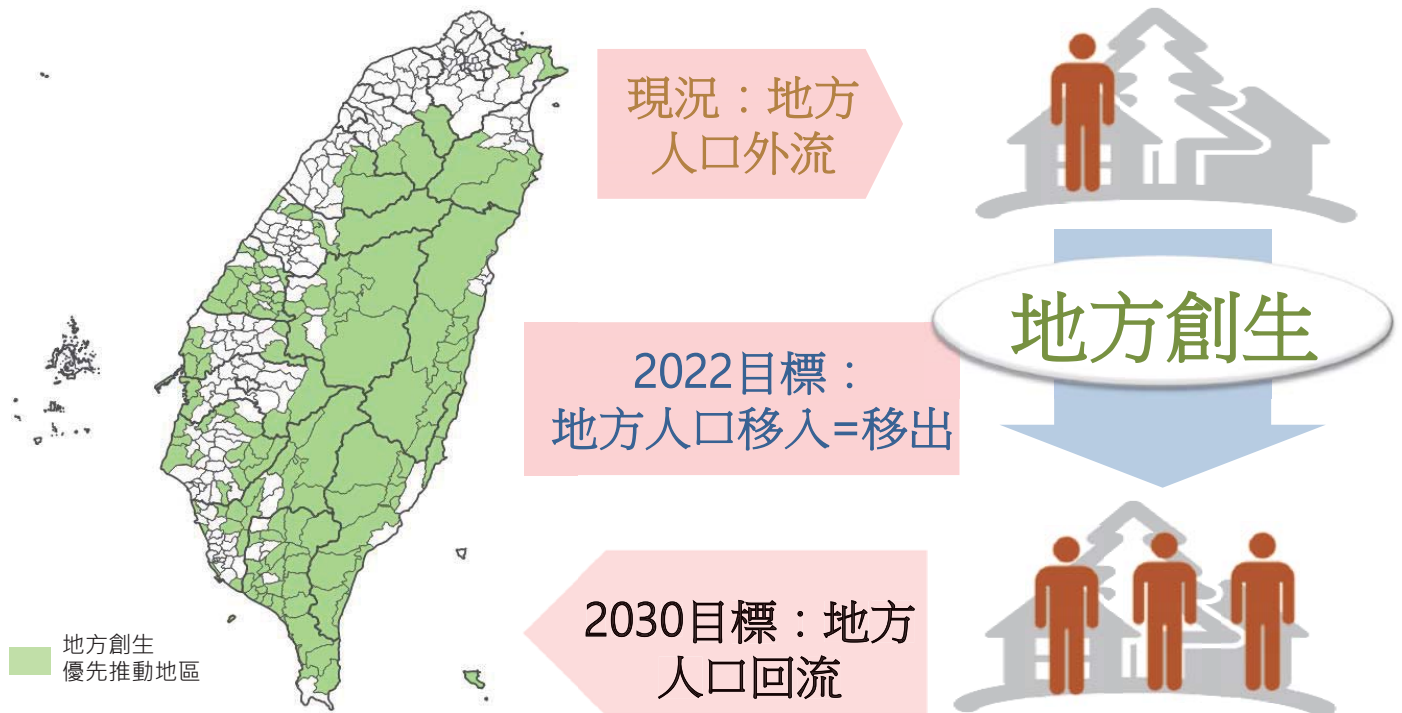 現況：地方
人口外流
地方創生
2022目標：
地方人口移入=移出
2030目標：地方
人口回流
地方創生
優先推動地區